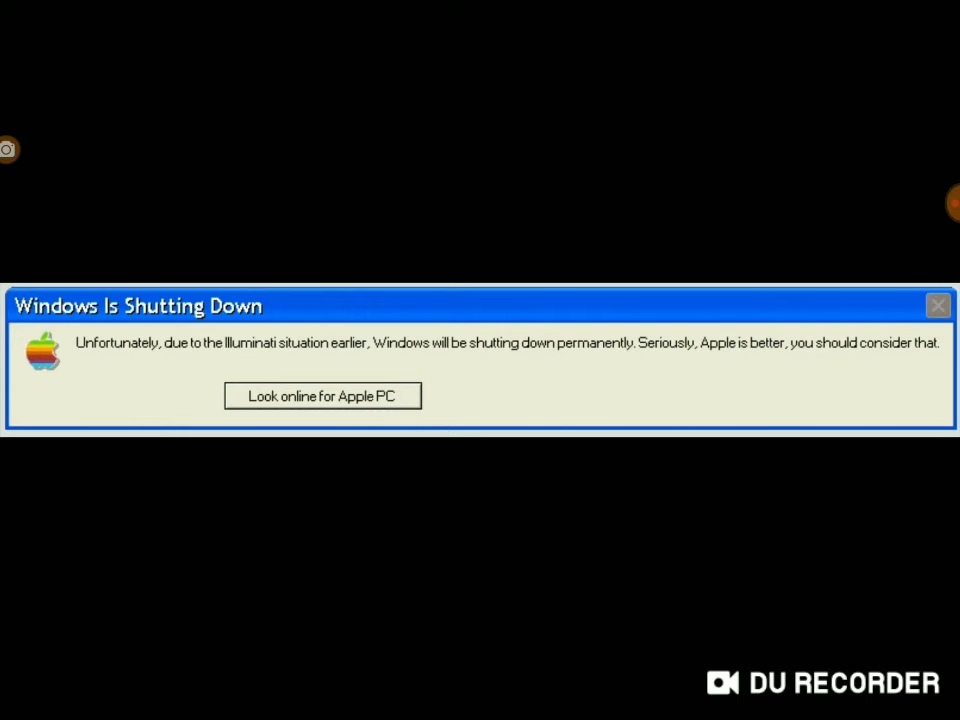 Windows Is Shutting Down
Unfortunately, due to the Illuminati situation earlier, Windows will be shutting down permanently. Seriously, Apple is better, you should consider that.
Look online for Apple PC
DU RECORDER